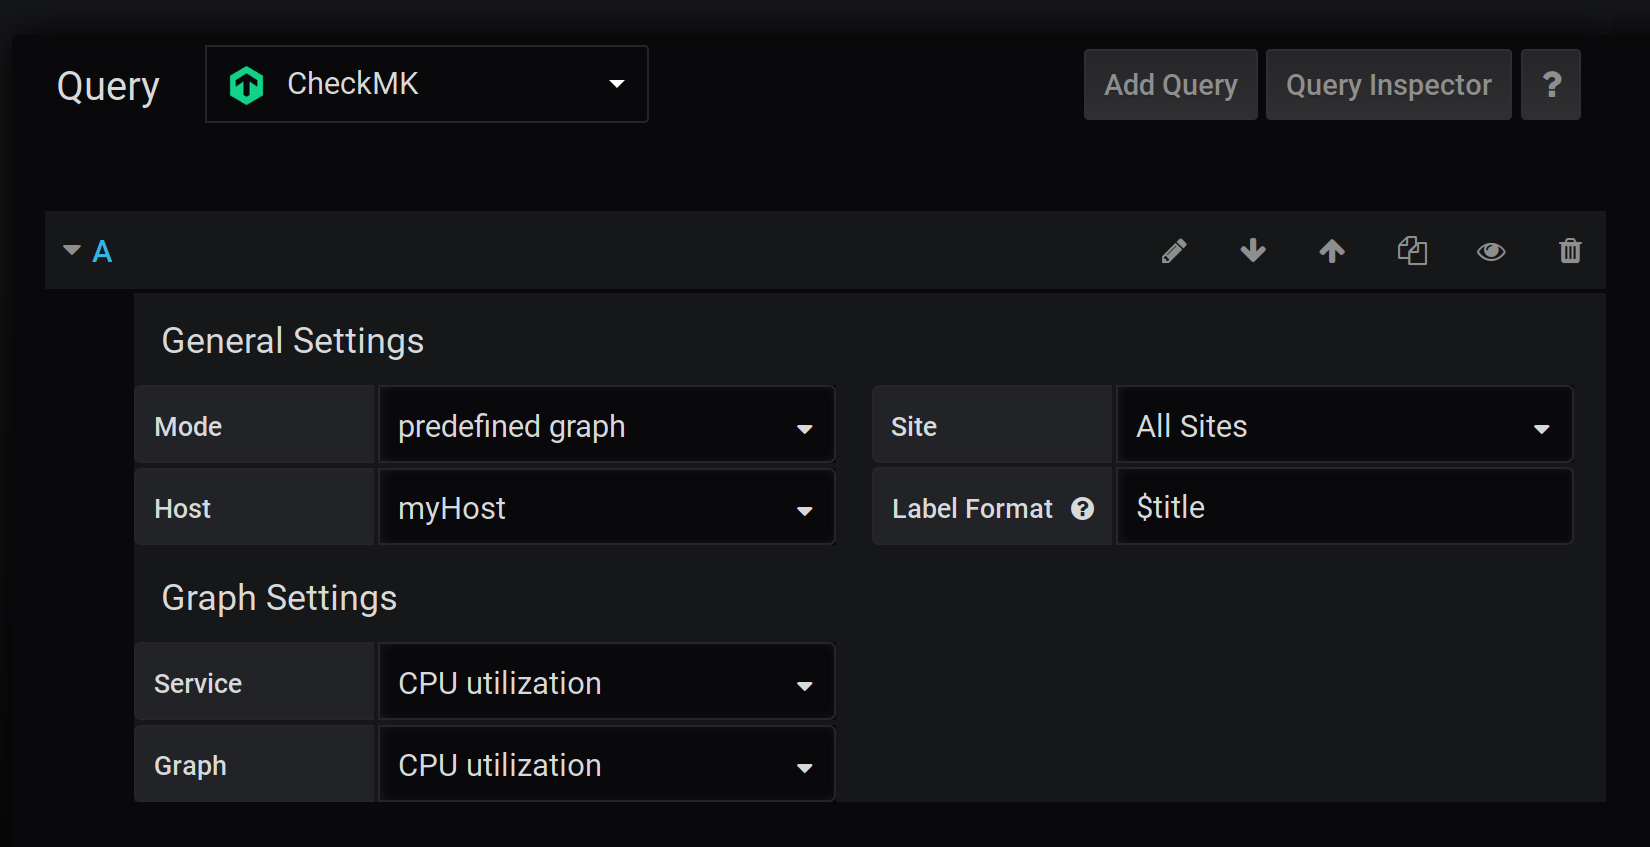 Query CheckMK Add Query Query Inspector ?
A
General Settings
Mode predefined graph Site All Sites
Host myHost Label Format ? $title
Graph Settings
Service CPU utilization
Graph CPU utilization